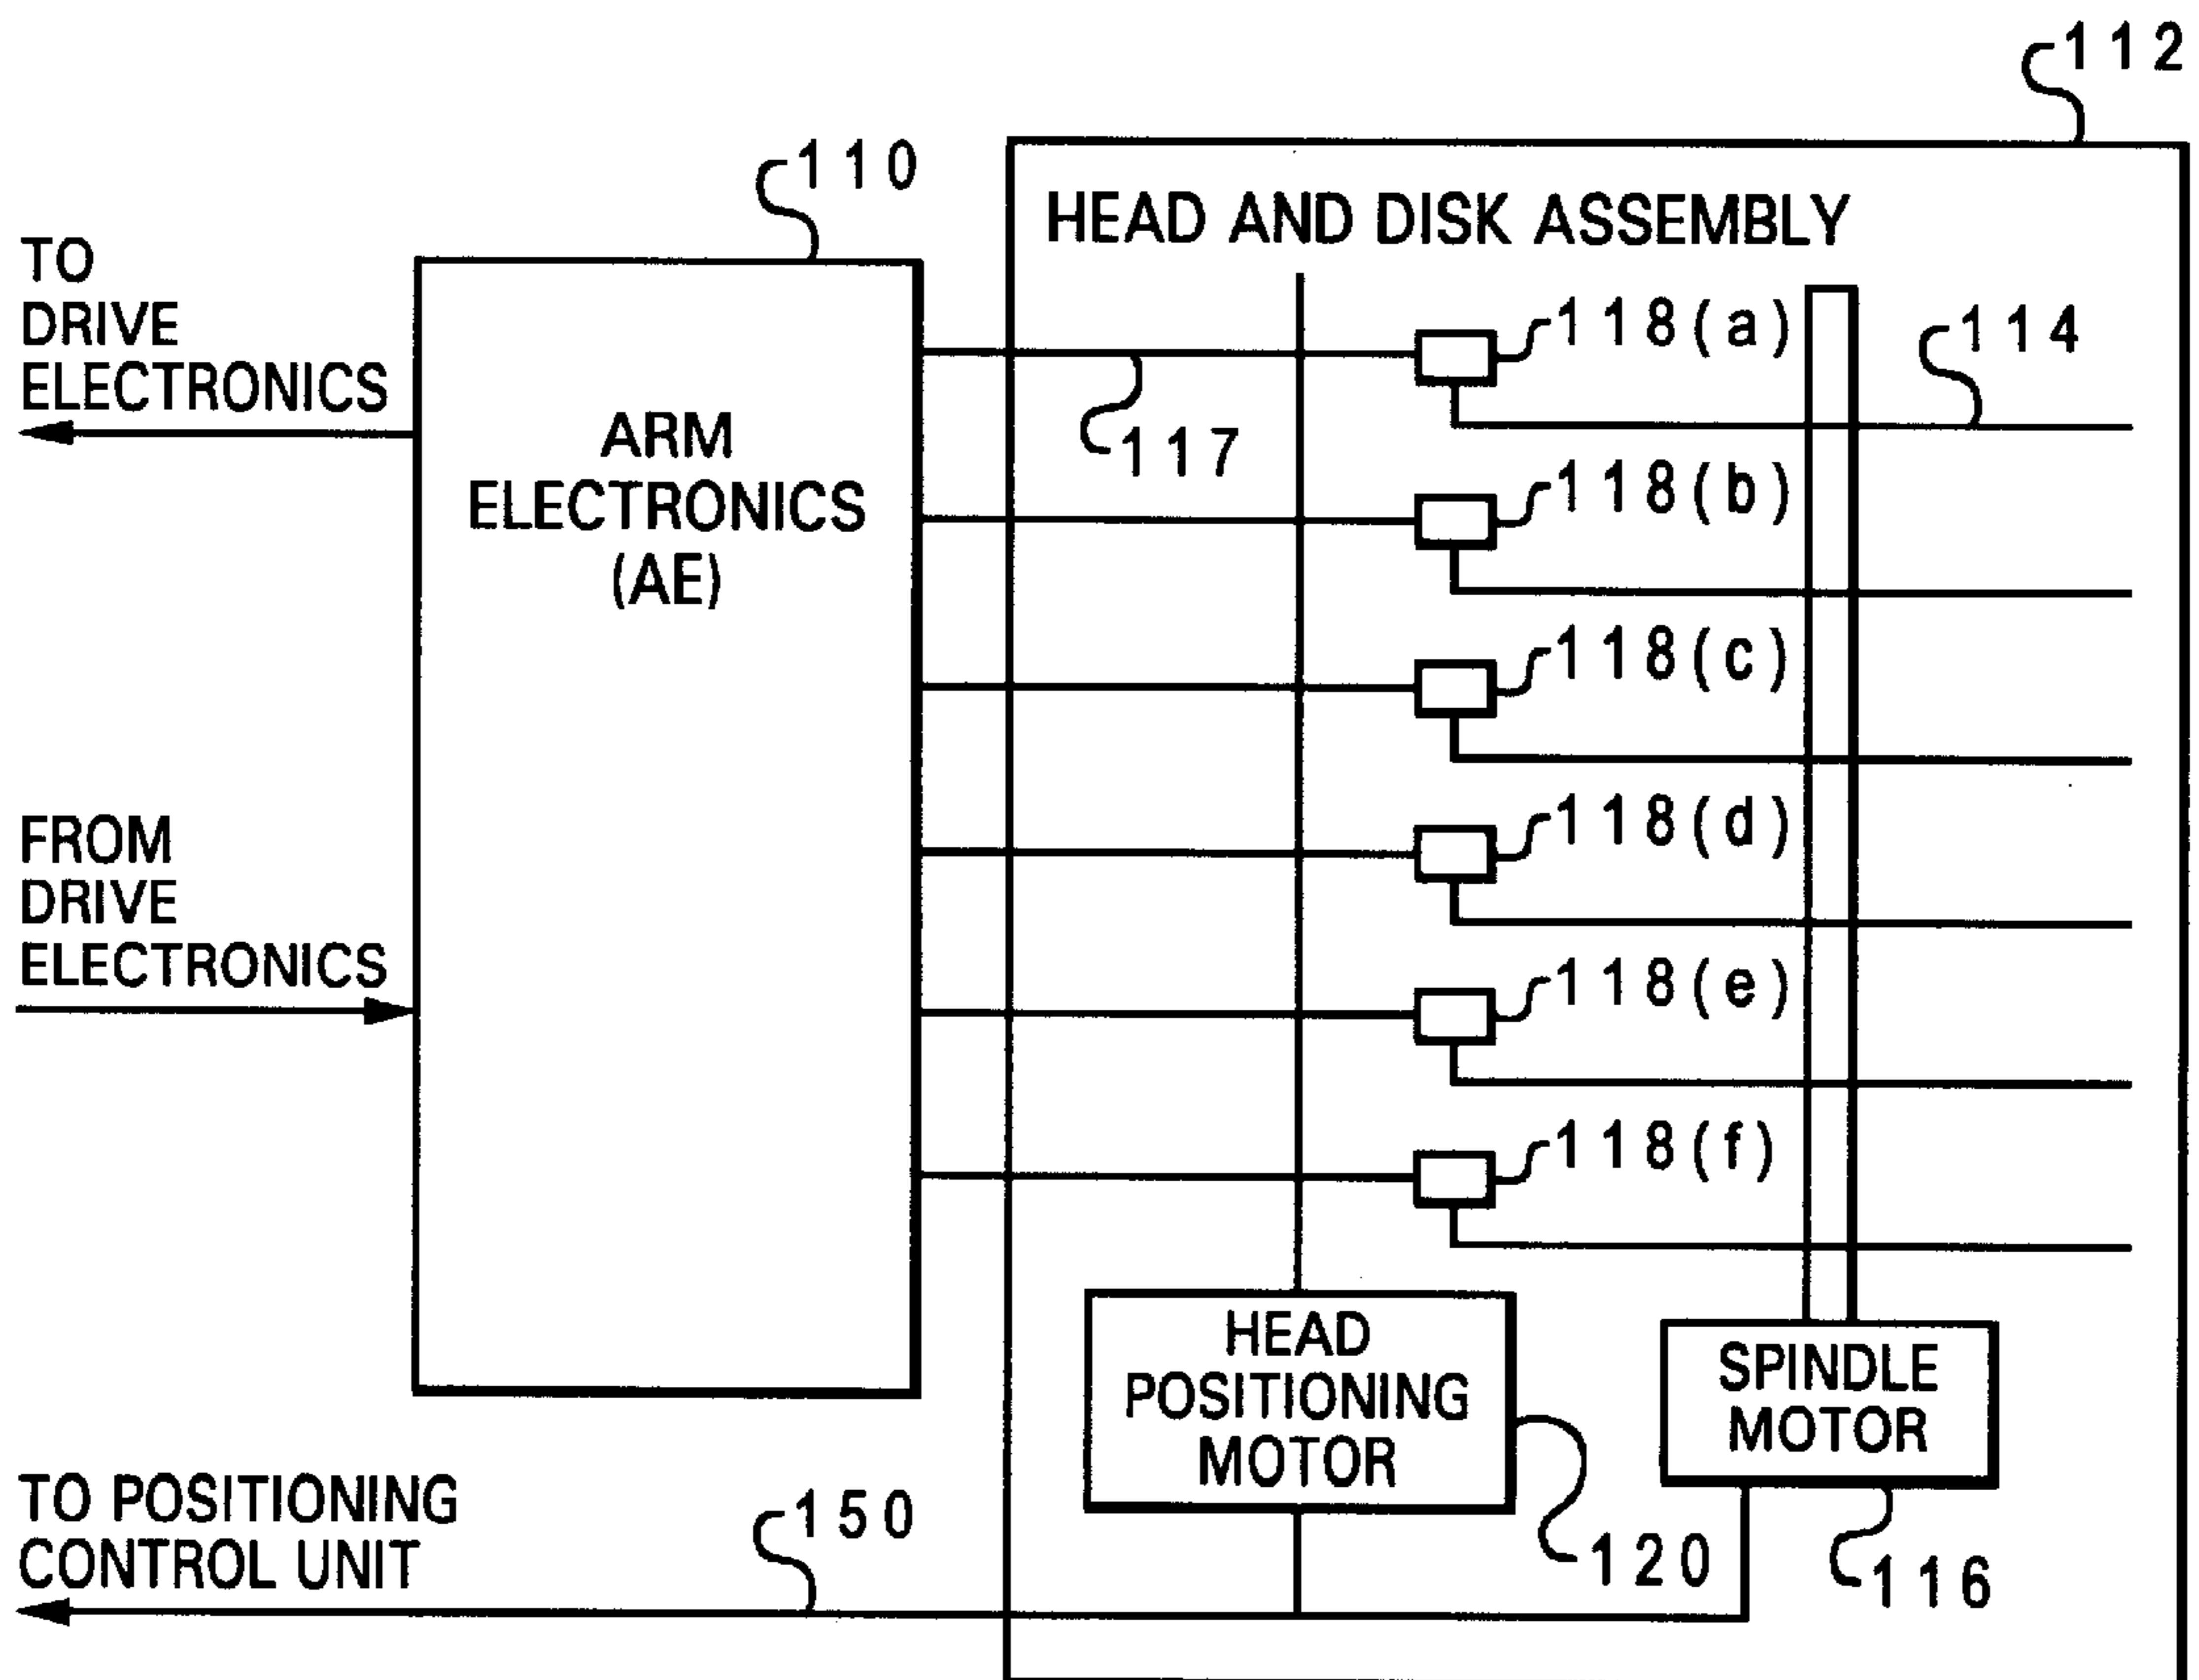 112
110
HEAD AND DISK ASSEMBLY
TO
DRIVE
ELECTRONICS
118(a)
114
ARM
ELECTRONICS
(AE)
117
118(b)
118(c)
118(d)
FROM
DRIVE
ELECTRONICS
118(e)
118(f)
HEAD
POSITIONING
MOTOR
SPINDLE
MOTOR
TO POSITIONING
CONTROL UNIT
150
120
116